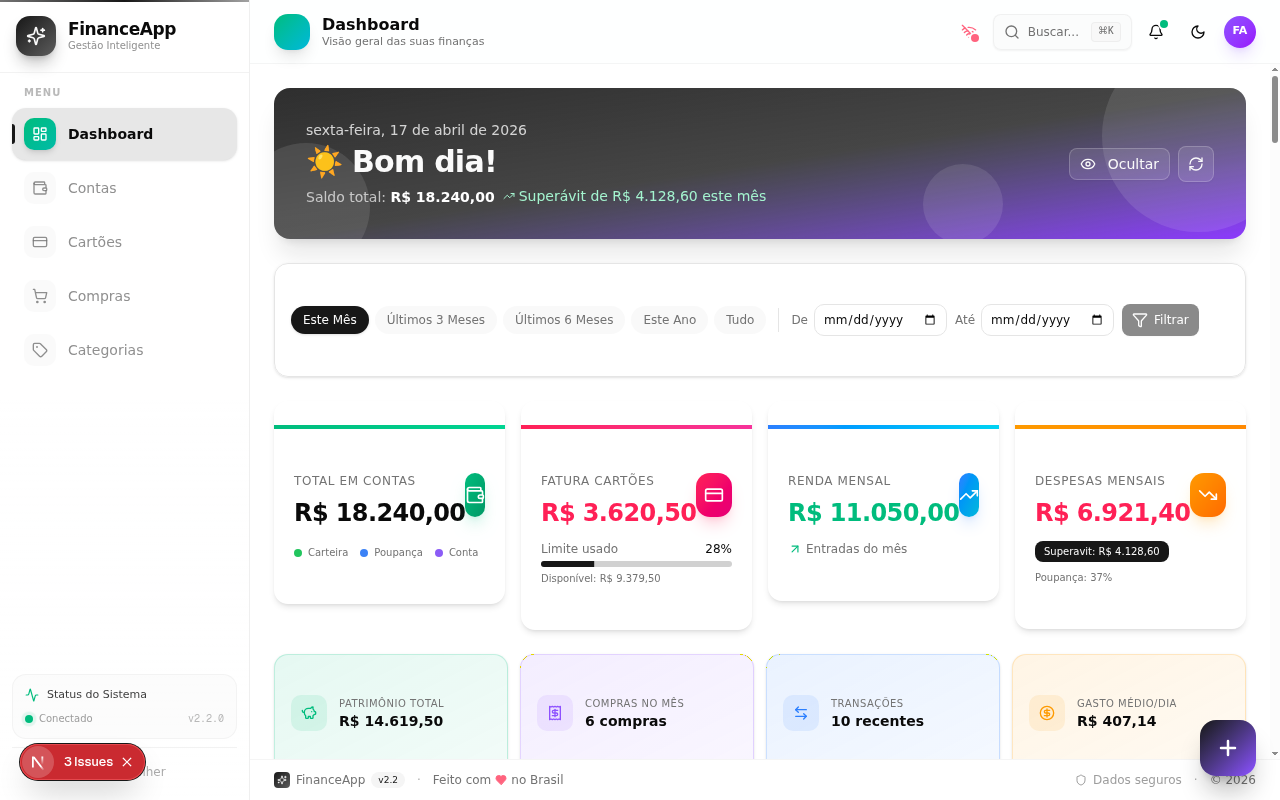 FinanceApp
Gestão Inteligente
MENU
Dashboard
Contas
Cartões
Compras
Categorias
Status do Sistema
Conectado v2.2.0
3 Issues
lher
Dashboard
Visão geral das suas finanças
Buscar... ⌘K
FA
sexta-feira, 17 de abril de 2026
Bom dia!
Saldo total: R$ 18.240,00 Superávit de R$ 4.128,60 este mês
Ocultar
Este Mês Últimos 3 Meses Últimos 6 Meses Este Ano Tudo De mm/dd/yyyy Até mm/dd/yyyy Filtrar
TOTAL EM CONTAS
R$ 18.240,00
Carteira Poupança Conta
FATURA CARTÕES
R$ 3.620,50
Limite usado 28%
Disponível: R$ 9.379,50
RENDA MENSAL
R$ 11.050,00
Entradas do mês
DESPESAS MENSAIS
R$ 6.921,40
Superavit: R$ 4.128,60
Poupança: 37%
PATRIMÔNIO TOTAL
R$ 14.619,50
COMPRAS NO MÊS
6 compras
TRANSAÇÕES
10 recentes
GASTO MÉDIO/DIA
R$ 407,14
FinanceApp v2.2 · Feito com no Brasil
Dados seguros · © 2026